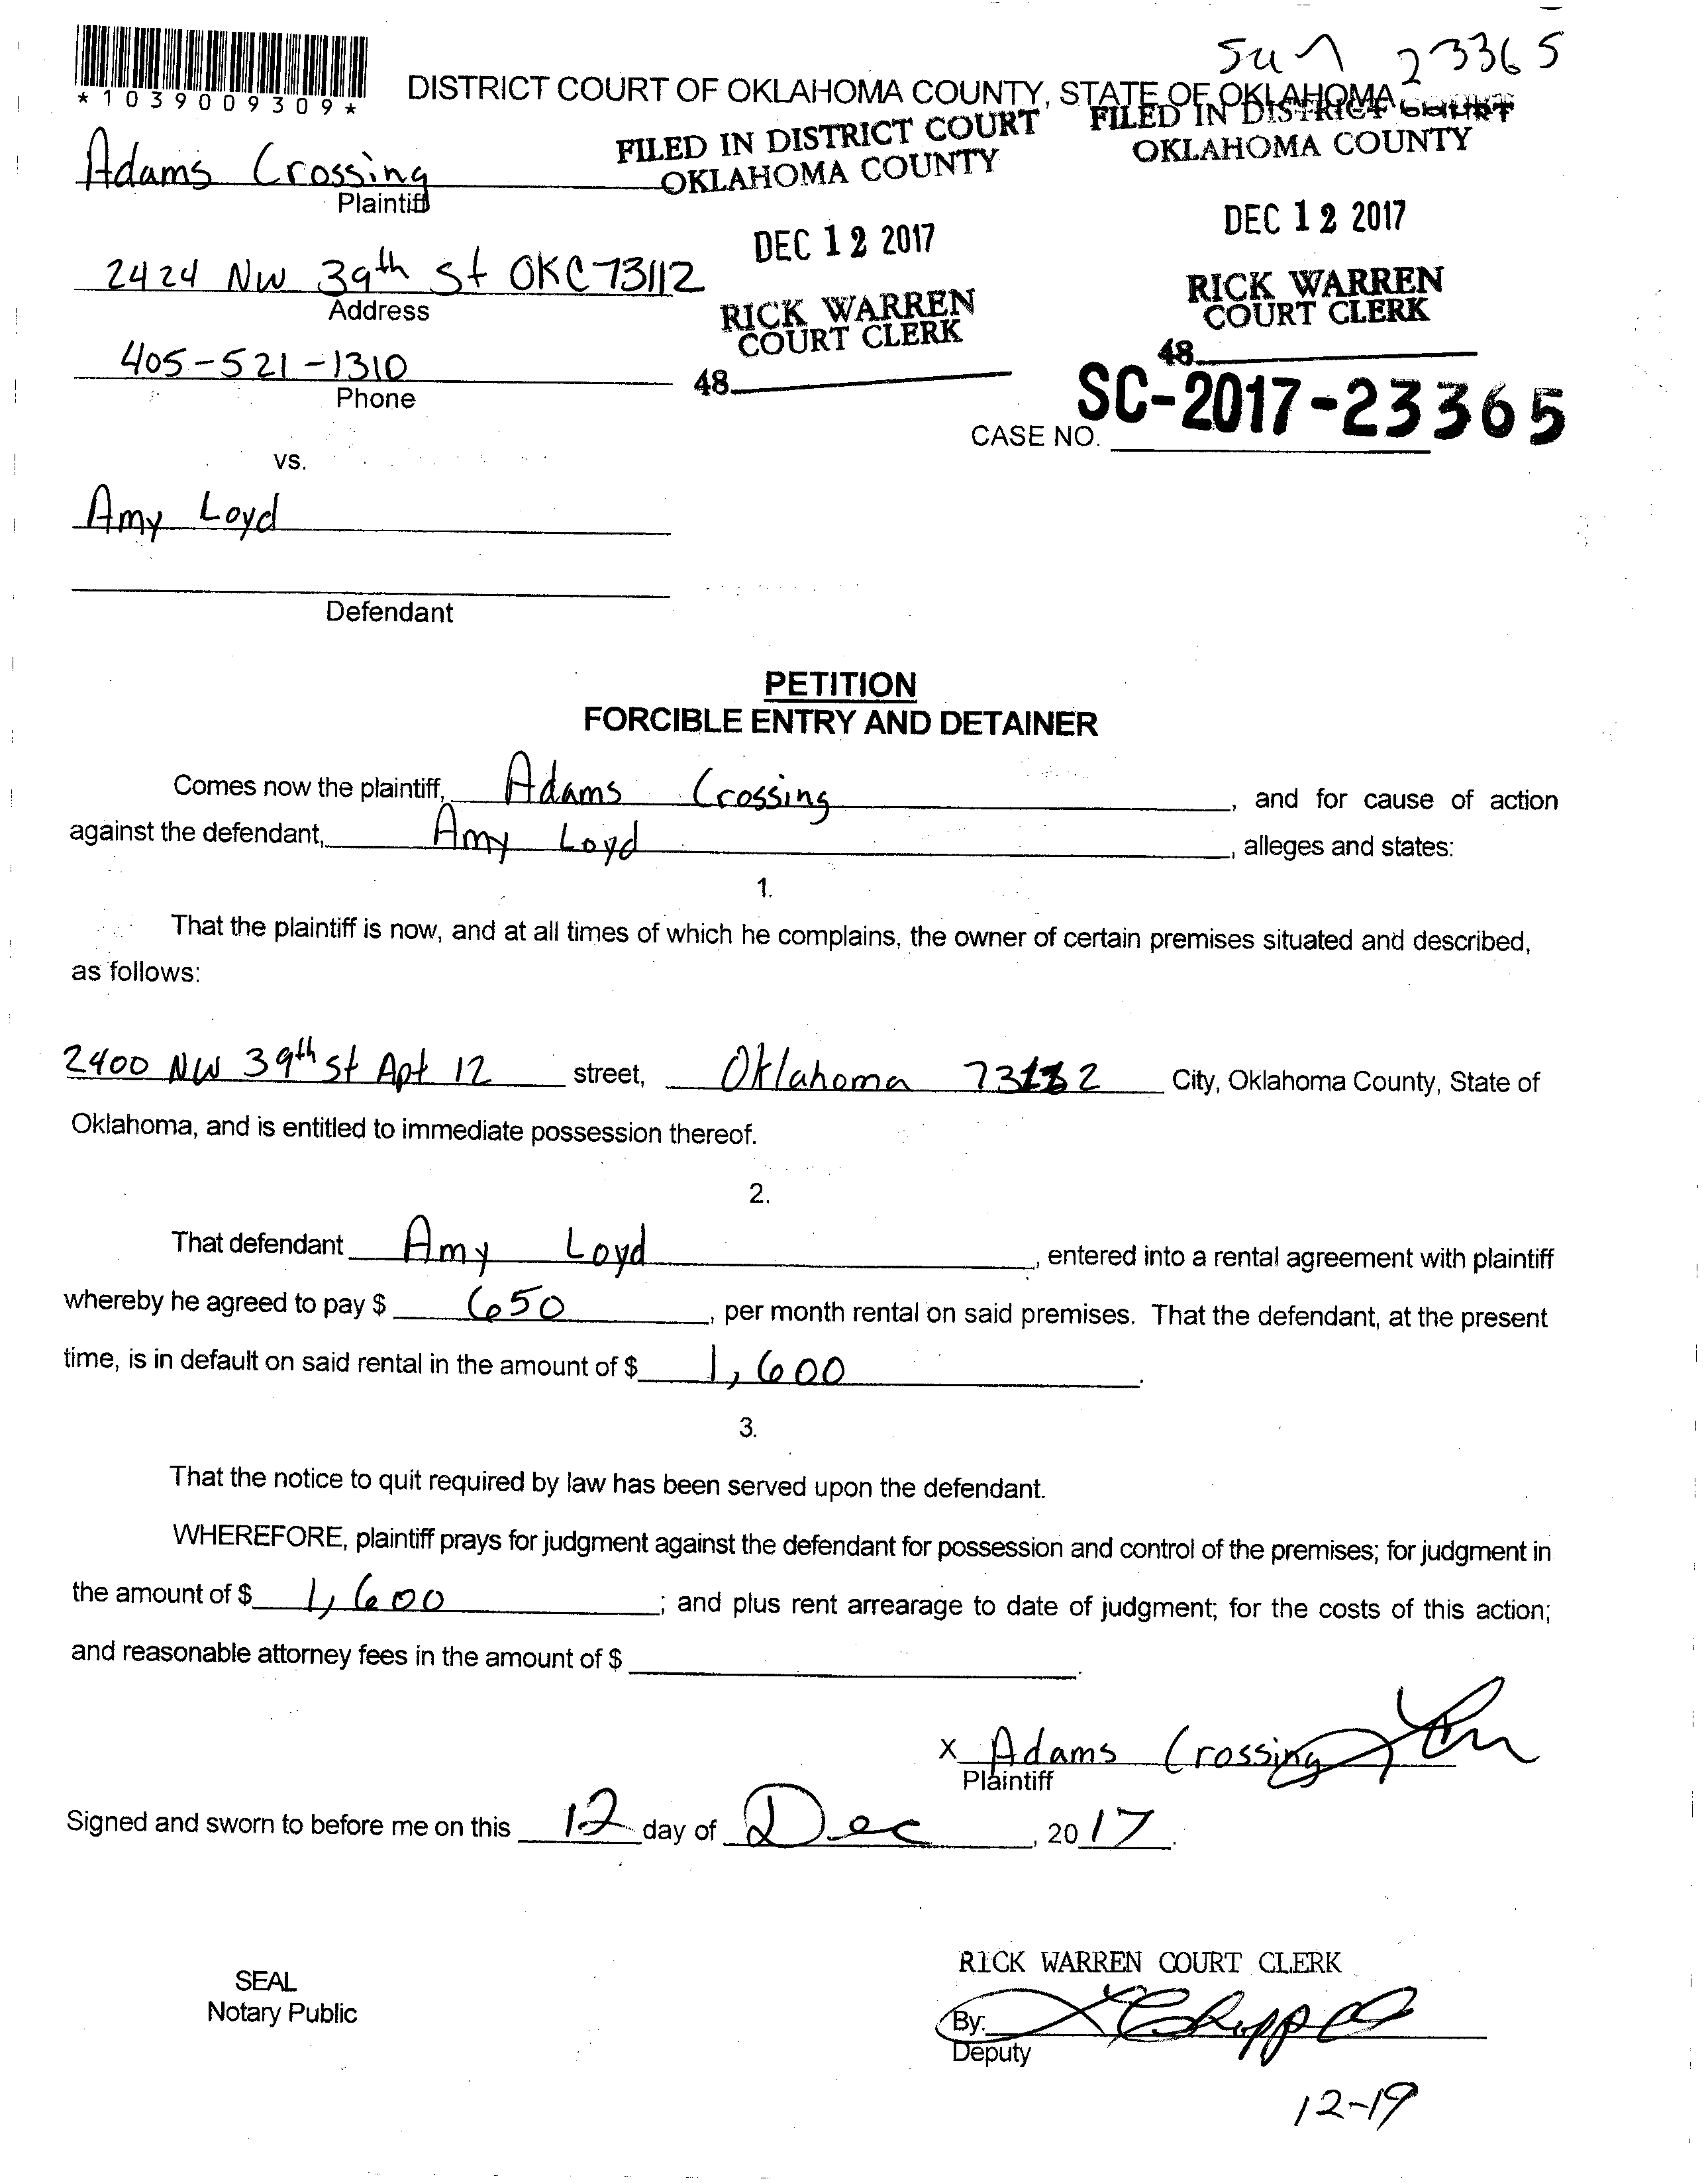 23365
*1039009309*
DISTRICT COURT OF OKLAHOMA COUNTY, STATE OF OKLAHOMA
FILED IN DISTRICT COURT
OKLAHOMA COUNTY
DEC 12 2017
RICK WARREN
COURT CLERK
48
FILED IN DISTRICT COURT
OKLAHOMA COUNTY
DEC 12 2017
RICK WARREN
COURT CLERK
48
Adams Crossing
Plaintiff
2424 NW 39th St OKC 73112
Address
405-521-1310
Phone
CASE NO. SC-2017-23365
vs.
Amy Loyd
Defendant
PETITION
FORCIBLE ENTRY AND DETAINER
Comes now the plaintiff, Adams Crossing, and for cause of action
against the defendant, Amy Loyd, alleges and states:
1.
That the plaintiff is now, and at all times of which he complains, the owner of certain premises situated and described,
as follows:
2400 NW 39th St Apt 12 street, Oklahoma City, Oklahoma County, State of
Oklahoma, and is entitled to immediate possession thereof.
2.
That defendant Amy Loyd, entered into a rental agreement with plaintiff
whereby he agreed to pay $ 650, per month rental on said premises. That the defendant, at the present
time, is in default on said rental in the amount of $ 1,600.
3.
That the notice to quit required by law has been served upon the defendant.
WHEREFORE, plaintiff prays for judgment against the defendant for possession and control of the premises; for judgment in
the amount of $ 1,600; and plus rent arrearage to date of judgment; for the costs of this action;
and reasonable attorney fees in the amount of $ .
X Adams Crossing
Plaintiff
Signed and sworn to before me on this 12 day of Dec, 2017.
RICK WARREN COURT CLERK
SEAL
Notary Public
By:
Deputy
12-19